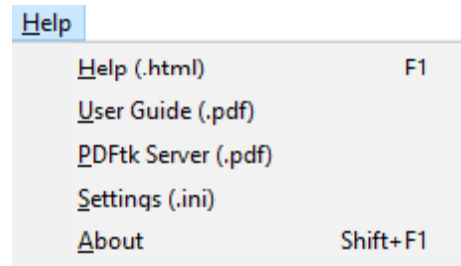 Help
Help (.html) F1
User Guide (.pdf)
PDFtk Server (.pdf)
Settings (.ini)
About Shift+F1